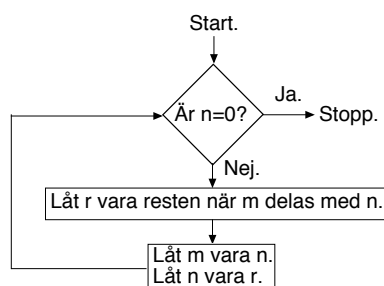 Start.
Är n=0?
Ja.
Stopp.
Nej.
Låt r vara resten när m delas med n.
Låt m vara n.
Låt n vara r.